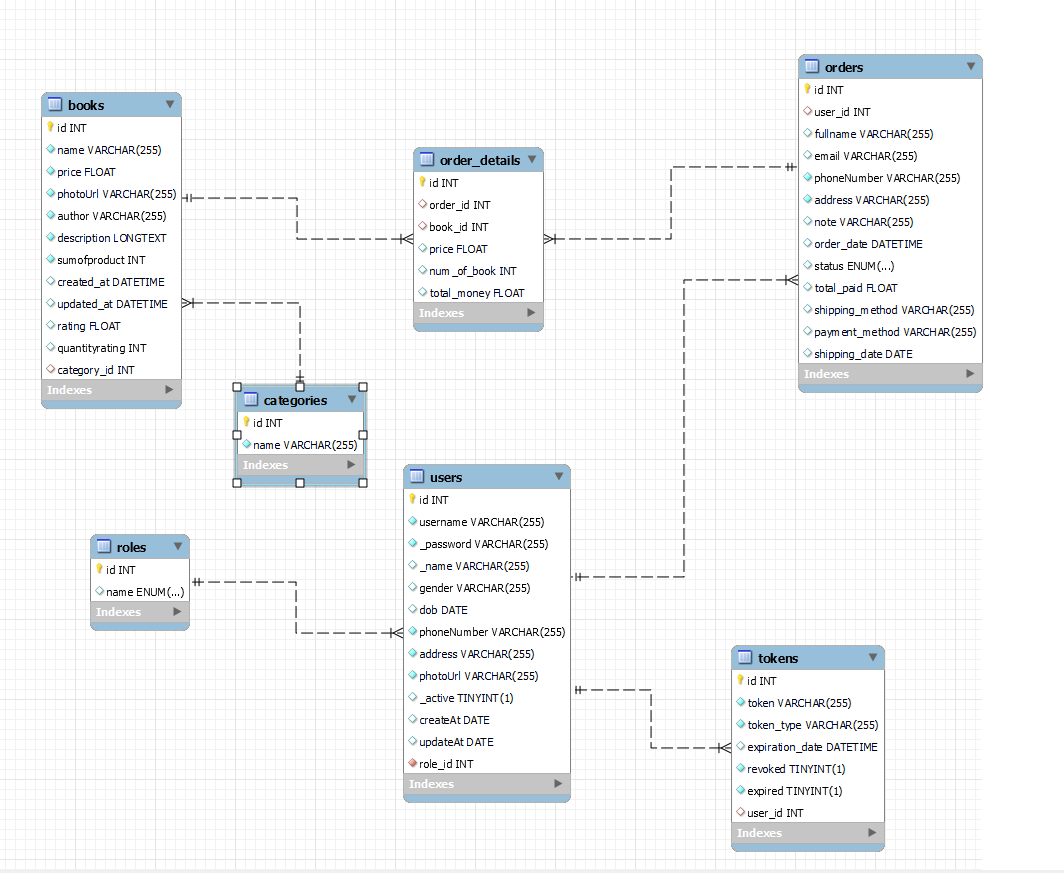 books
id INT
name VARCHAR(255)
price FLOAT
photoUrl VARCHAR(255)
author VARCHAR(255)
description LONGTEXT
sumofproduct INT
created_at DATETIME
updated_at DATETIME
rating FLOAT
quantityrating INT
category_id INT
Indexes
order_details
id INT
order_id INT
book_id INT
price FLOAT
num_of_book INT
total_money FLOAT
Indexes
orders
id INT
user_id INT
fullname VARCHAR(255)
email VARCHAR(255)
phoneNumber VARCHAR(255)
address VARCHAR(255)
note VARCHAR(255)
order_date DATETIME
status ENUM(...)
total_paid FLOAT
shipping_method VARCHAR(255)
payment_method VARCHAR(255)
shipping_date DATE
Indexes
categories
id INT
name VARCHAR(255)
Indexes
roles
id INT
name ENUM(...)
Indexes
users
id INT
username VARCHAR(255)
_password VARCHAR(255)
_name VARCHAR(255)
gender VARCHAR(255)
dob DATE
phoneNumber VARCHAR(255)
address VARCHAR(255)
photoUrl VARCHAR(255)
_active TINYINT(1)
createAt DATE
updateAt DATE
role_id INT
Indexes
tokens
id INT
token VARCHAR(255)
token_type VARCHAR(255)
expiration_date DATETIME
revoked TINYINT(1)
expired TINYINT(1)
user_id INT
Indexes